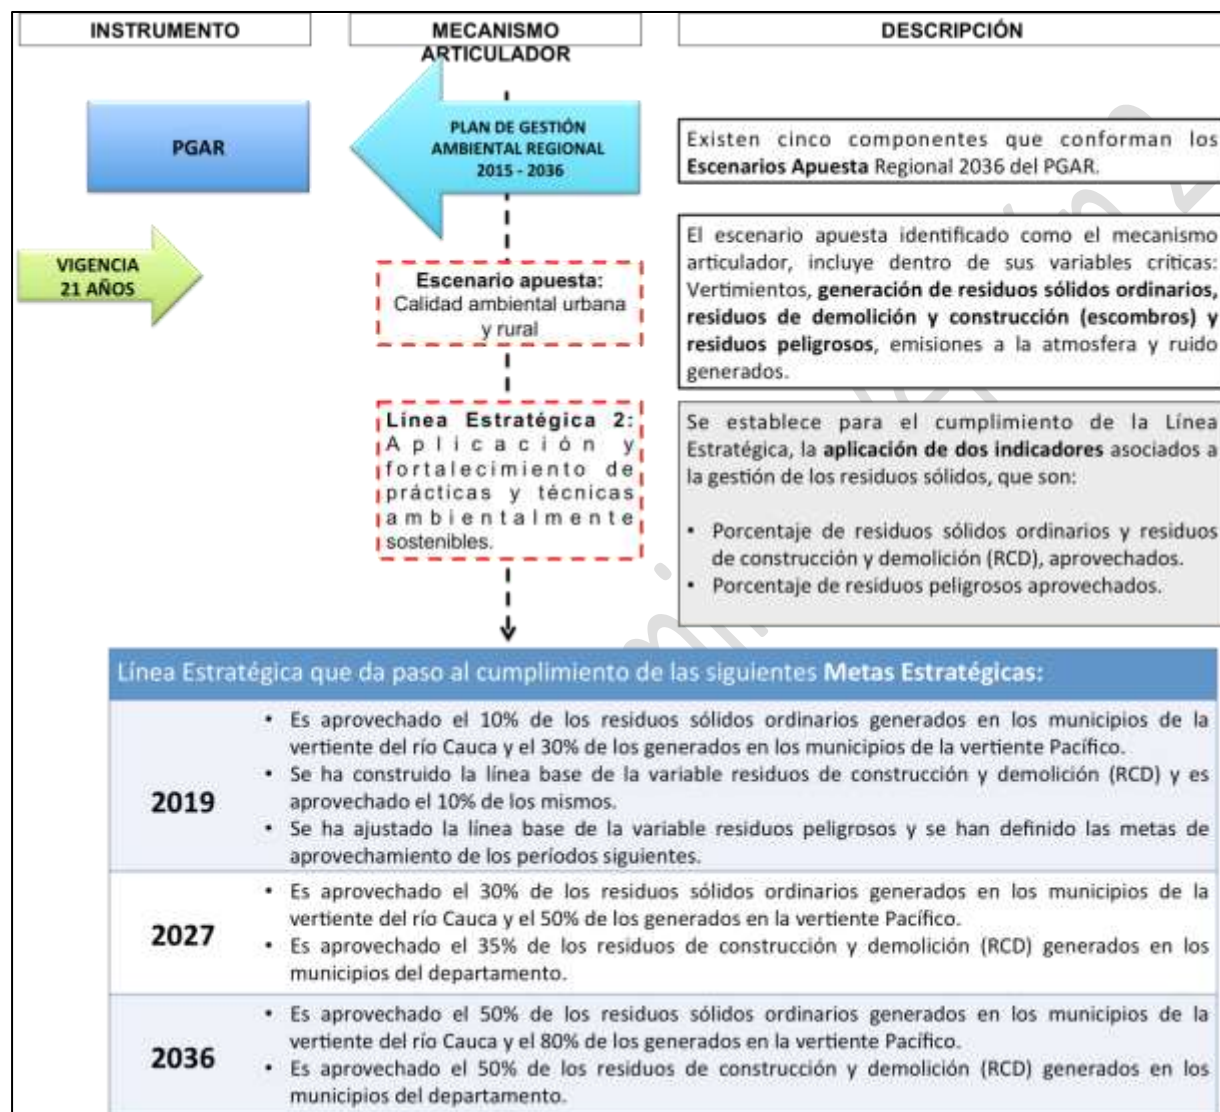 INSTRUMENTO
MECANISMO
ARTICULADOR
DESCRIPCIÓN
PGAR
PLAN DE GESTIÓN
AMBIENTAL REGIONAL
2015 - 2036
Existen cinco componentes que conforman los
Escenarios Apuesta Regional 2036 del PGAR.
VIGENCIA
21 AÑOS
Escenario apuesta:
Calidad ambiental urbana
y rural
El escenario apuesta identificado como el mecanismo
articulador, incluye dentro de sus variables críticas:
Vertimientos, generación de residuos sólidos ordinarios,
residuos de demolición y construcción (escombros) y
residuos peligrosos, emisiones a la atmosfera y ruido
generados.
Línea Estratégica 2:
Aplicación y
fortalecimiento de
prácticas y técnicas
ambientalmente
sostenibles.
Se establece para el cumplimiento de la Línea
Estratégica, la aplicación de dos indicadores asociados a
la gestión de los residuos sólidos, que son:
• Porcentaje de residuos sólidos ordinarios y residuos
de construcción y demolición (RCD), aprovechados.
• Porcentaje de residuos peligrosos aprovechados.
Línea Estratégica que da paso al cumplimiento de las siguientes Metas Estratégicas:
2019
• Es aprovechado el 10% de los residuos sólidos ordinarios generados en los municipios de la
vertiente del río Cauca y el 30% de los generados en los municipios de la vertiente Pacífico.
• Se ha construido la línea base de la variable residuos de construcción y demolición (RCD) y es
aprovechado el 10% de los mismos.
• Se ha ajustado la línea base de la variable residuos peligrosos y se han definido las metas de
aprovechamiento de los períodos siguientes.
2027
• Es aprovechado el 30% de los residuos sólidos ordinarios generados en los municipios de la
vertiente del río Cauca y el 50% de los generados en la vertiente Pacífico.
• Es aprovechado el 35% de los residuos de construcción y demolición (RCD) generados en los
municipios del departamento.
2036
• Es aprovechado el 50% de los residuos sólidos ordinarios generados en los municipios de la
vertiente del río Cauca y el 80% de los generados en la vertiente Pacífico.
• Es aprovechado el 50% de los residuos de construcción y demolición (RCD) generados en los
municipios del departamento.